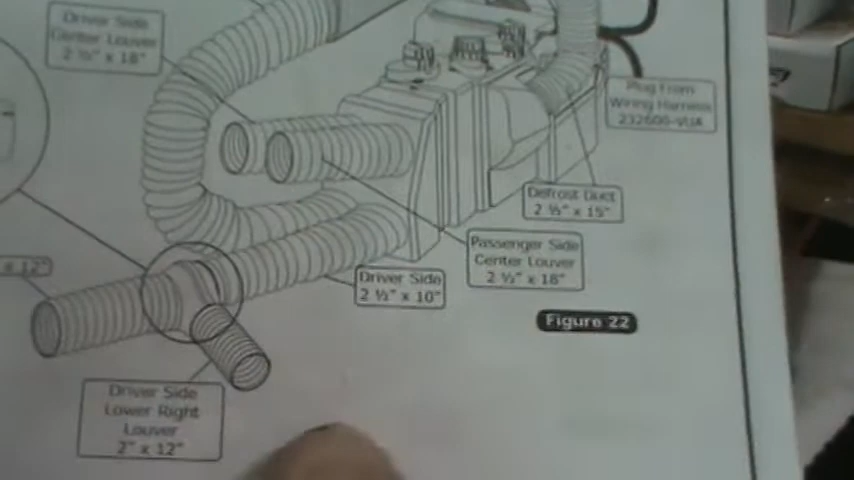 Driver Side
Center Louver
2 ½" x 18"
Plug From
Wiring Harness
232600-VUA
Defrost Duct
2 ½" x 15"
Passenger Side
Center Louver
2 ½" x 18"
x 12"
Driver Side
2 ½" x 10"
Figure 22
Driver Side
Lower Right
Louver
2" x 12"